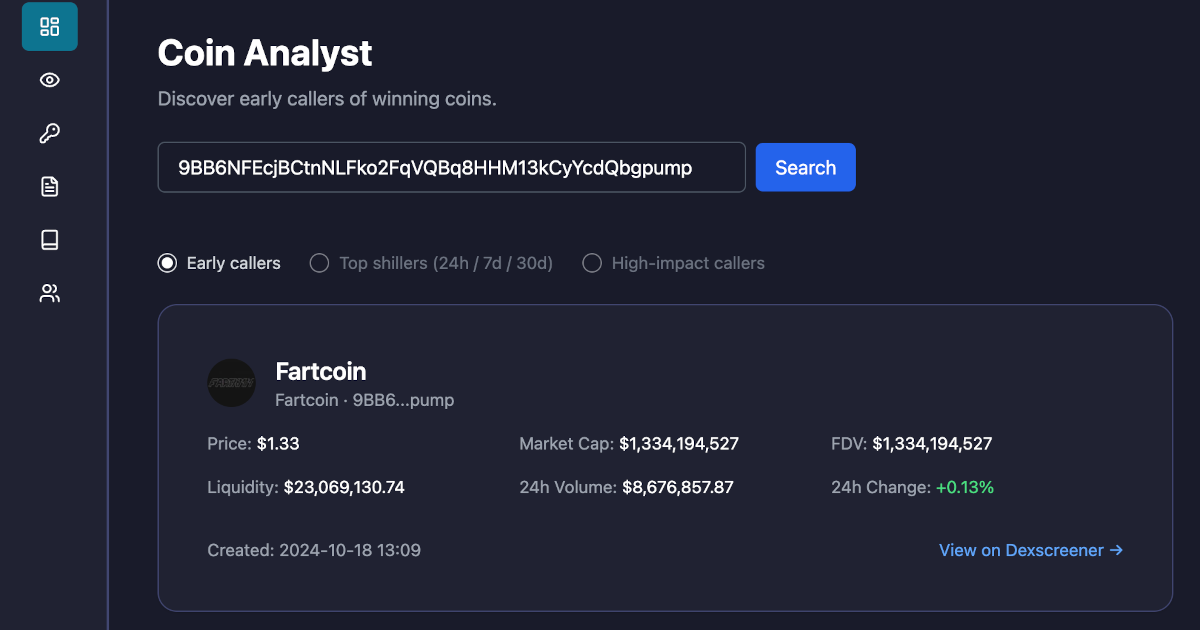 Coin Analyst
Discover early callers of winning coins.
9BB6NFEcjBCtnNLFko2FqVQBq8HHM13kCyYcdQbgpump Search
Early callers Top shillers (24h / 7d / 30d) High-impact callers
Fartcoin
Fartcoin · 9BB6...pump
Price: $1.33 Market Cap: $1,334,194,527 FDV: $1,334,194,527
Liquidity: $23,069,130.74 24h Volume: $8,676,857.87 24h Change: +0.13%
Created: 2024-10-18 13:09 View on Dexscreener →